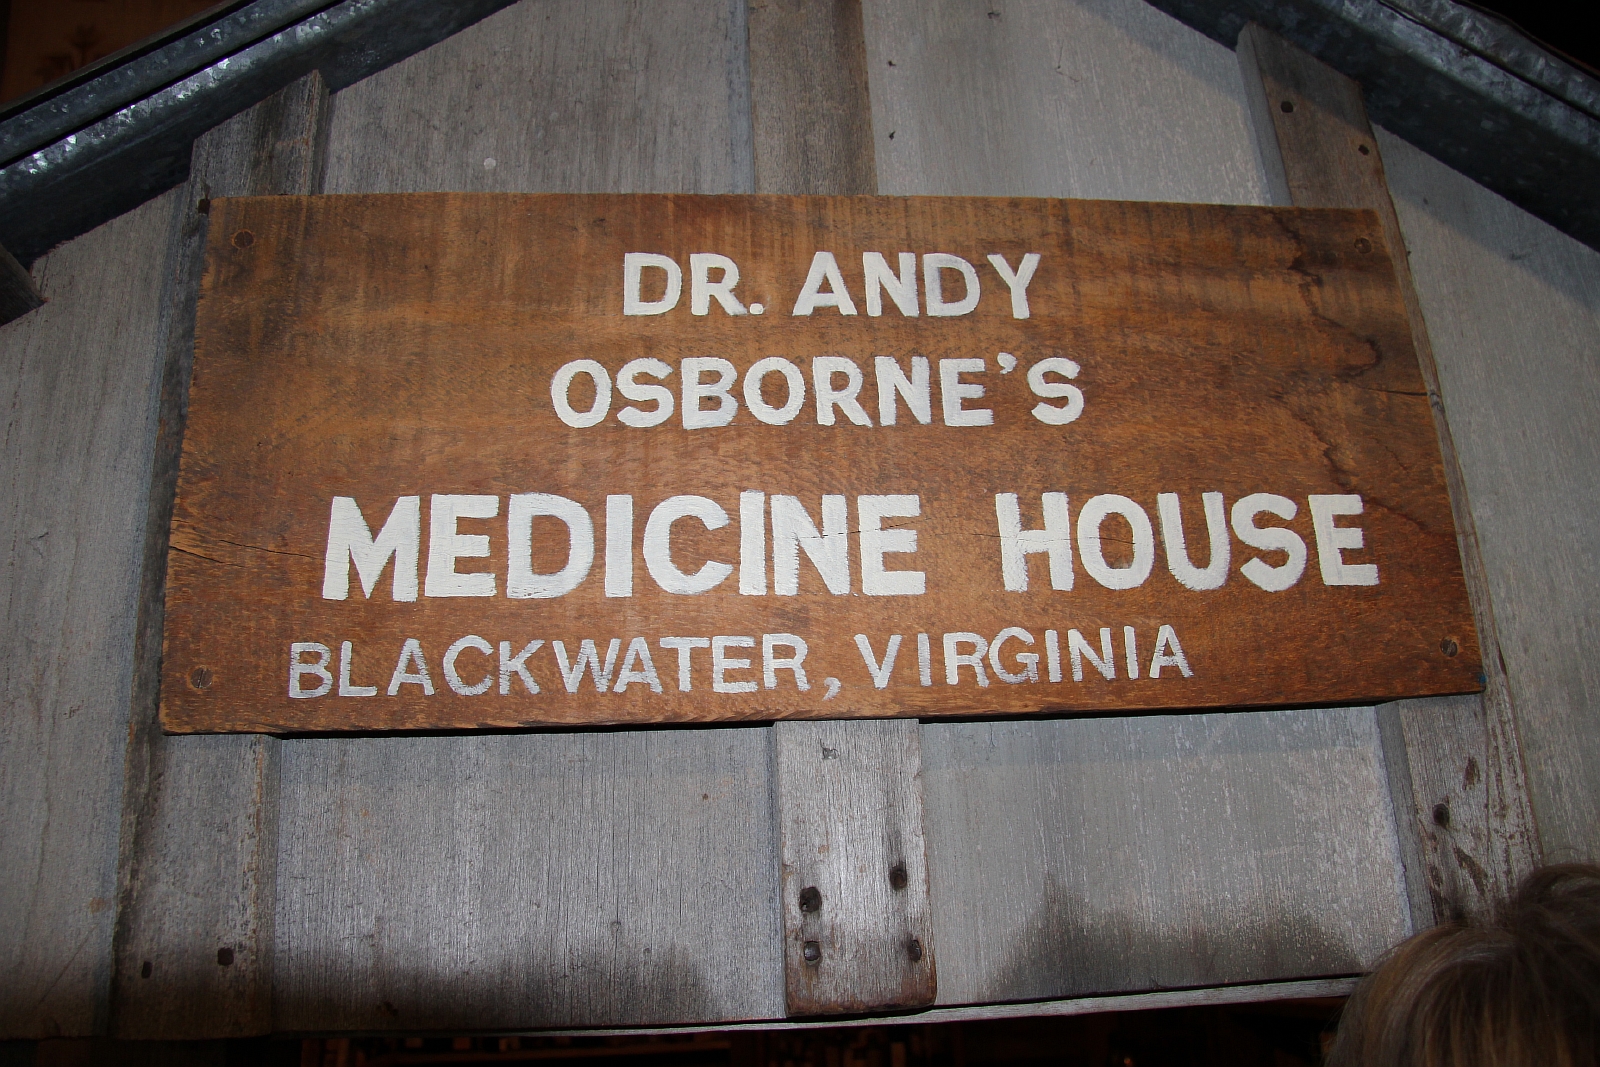 DR. ANDY
OSBORNE'S
MEDICINE HOUSE
BLACKWATER, VIRGINIA